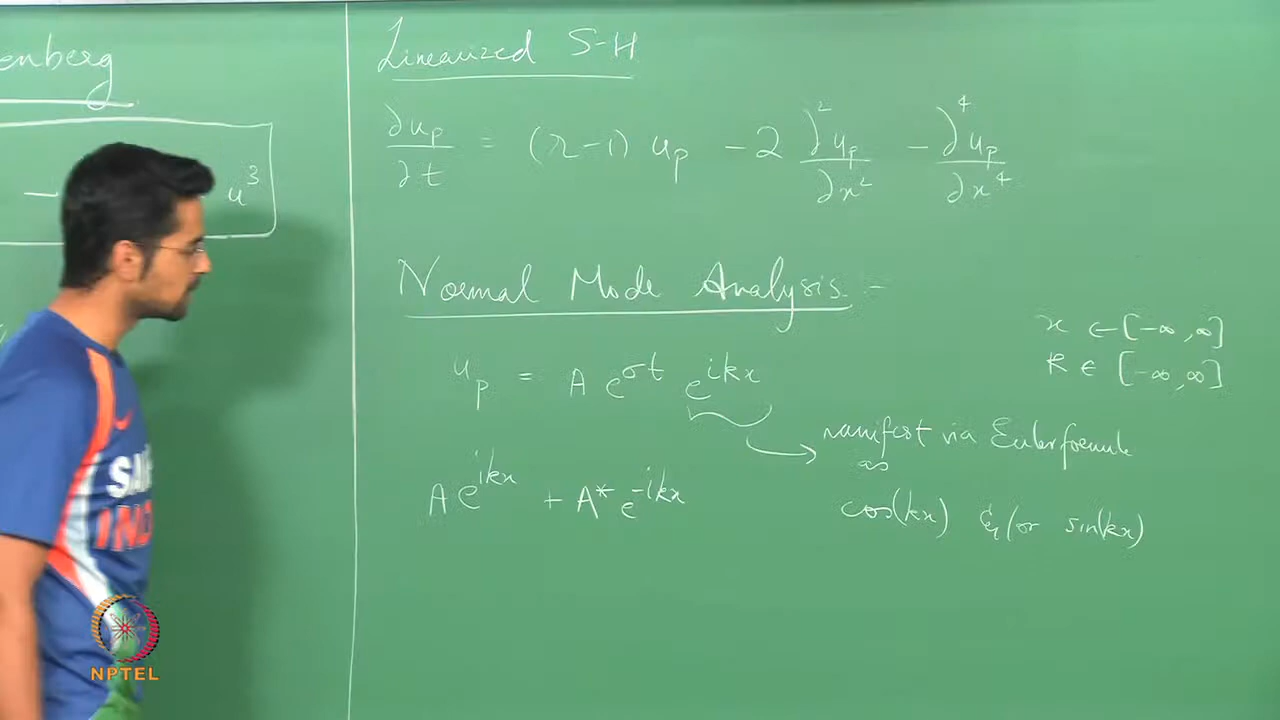 enberg
− u³
Linearized S-H
∂u_p/∂t = (r-1) u_p - 2 ∂²u_p/∂x² - ∂⁴u_p/∂x⁴
Normal Mode Analysis :-
x ∈ [-∞, ∞]
k ∈ [-∞, ∞]
u_p = A e^{σt} e^{ikx}
manifest via Euler formula
as
cos(kx) &/or sin(kx)
A e^{ikx} + A* e^{-ikx}
NPTEL